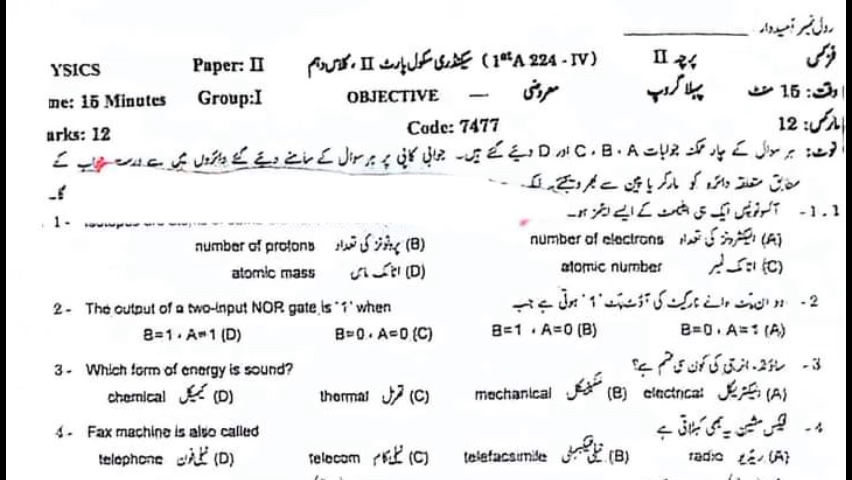 رول نمبر امیدوار
YSICS Paper: II سیکنڈری سکول پارٹ II ، کلاس دہم (1st A 224 - IV) پرچہ II فزکس
me: 15 Minutes Group:I OBJECTIVE — معروضی پہلا گروپ وقت: 15 منٹ
arks: 12 Code: 7477 مارکس: 12
نوٹ: ہر سوال کے چار ممکنہ جوابات A ، B ، C اور D دیئے گئے ہیں۔ جوابی کاپی پر ہر سوال کے سامنے دیئے گئے دائروں میں سے درست جواب کے
مطابق متعلقہ دائرہ کو مارکر یا پین سے بھر دیجئے
گا۔
1 - آئسوٹوپس ایک ہی ایلیمنٹ کے ایسے ایٹمز ہو۔ - 1.1
number of protons پروٹونز کی تعداد (B) number of electrons الیکٹرونز کی تعداد (A)
atomic mass اٹامک ماس (D) atomic number اٹامک نمبر (C)
2 - The output of a two-input NOR gate is '1' when دو ان پٹ والے نارگیٹ کی آؤٹ پٹ '1' ہوتی ہے جب - 2
B=1 ، A=1 (D) B=0 ، A=0 (C) B=1 ، A=0 (B) B=0 ، A=1 (A)
3 - Which form of energy is sound? ساؤنڈ، انرجی کی کون سی قسم ہے؟ - 3
chemical کیمیکل (D) thermal تھرمل (C) mechanical مکینیکل (B) electrical الیکٹریکل (A)
4 - Fax machine is also called فیکس مشین یہ بھی کہلاتی ہے - 4
telephone ٹیلی فون (D) telecom ٹیلی کام (C) telefacsimile ٹیلی فیکسیملی (B) radio ریڈیو (A)